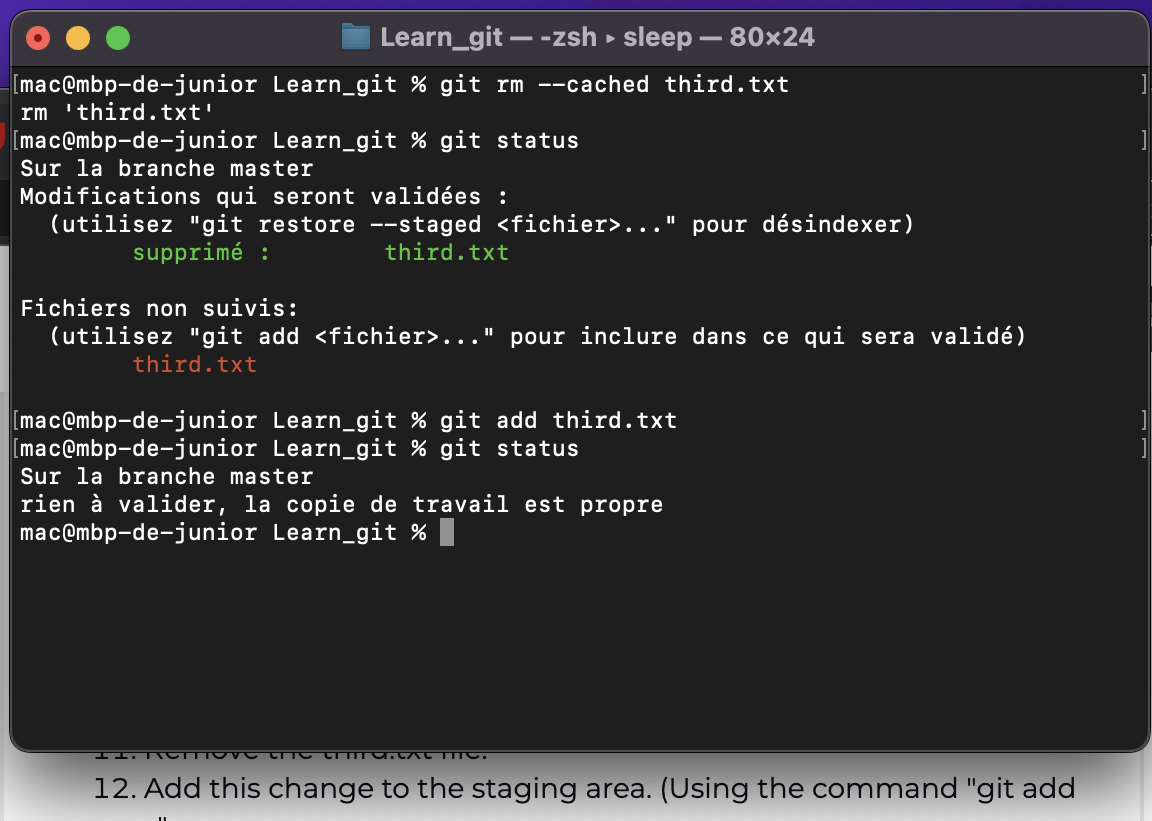 Learn_git — -zsh ▸ sleep — 80×24
[mac@mbp-de-junior Learn_git % git rm --cached third.txt ]
rm 'third.txt'
[mac@mbp-de-junior Learn_git % git status ]
Sur la branche master
Modifications qui seront validées :
  (utilisez "git restore --staged <fichier>..." pour désindexer)
        supprimé :        third.txt
Fichiers non suivis:
  (utilisez "git add <fichier>..." pour inclure dans ce qui sera validé)
        third.txt
[mac@mbp-de-junior Learn_git % git add third.txt ]
[mac@mbp-de-junior Learn_git % git status ]
Sur la branche master
rien à valider, la copie de travail est propre
mac@mbp-de-junior Learn_git %
11. Remove the third.txt file.
12. Add this change to the staging area. (Using the command "git add